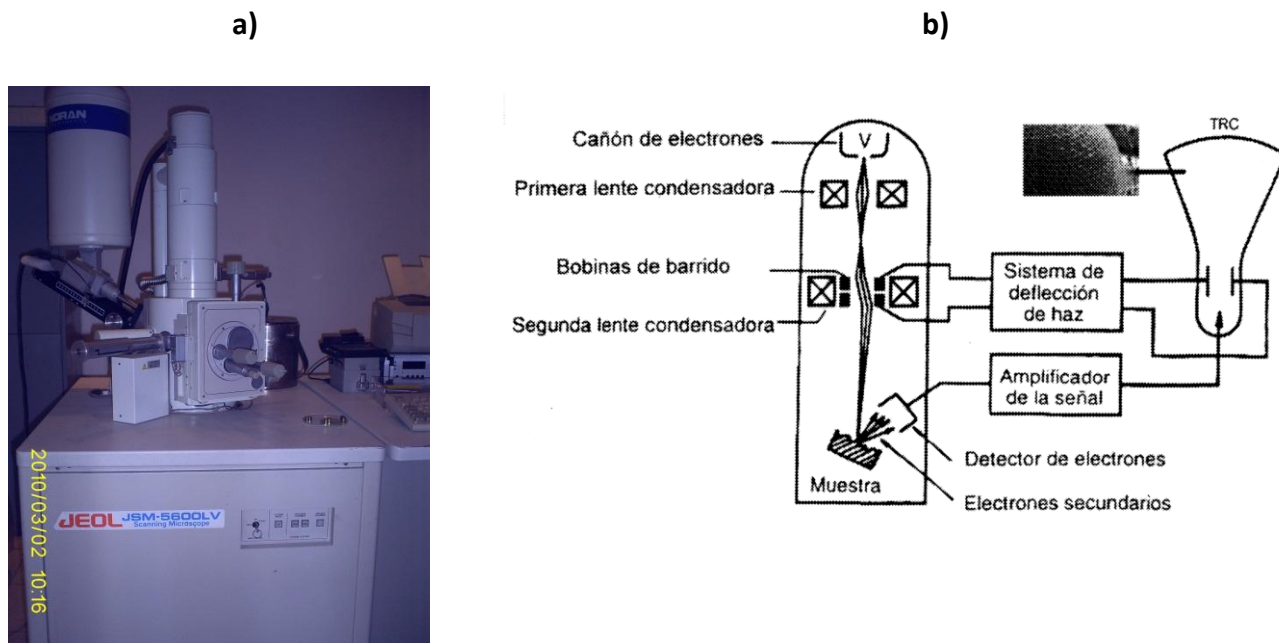 a)
b)
NORAN
2010/03/02 10:16
JEOL JSM-5600LV
Scanning Microscope
Cañón de electrones
V
Primera lente condensadora
Bobinas de barrido
Segunda lente condensadora
Muestra
TRC
Sistema de
deflección
de haz
Amplificador
de la señal
Detector de electrones
Electrones secundarios